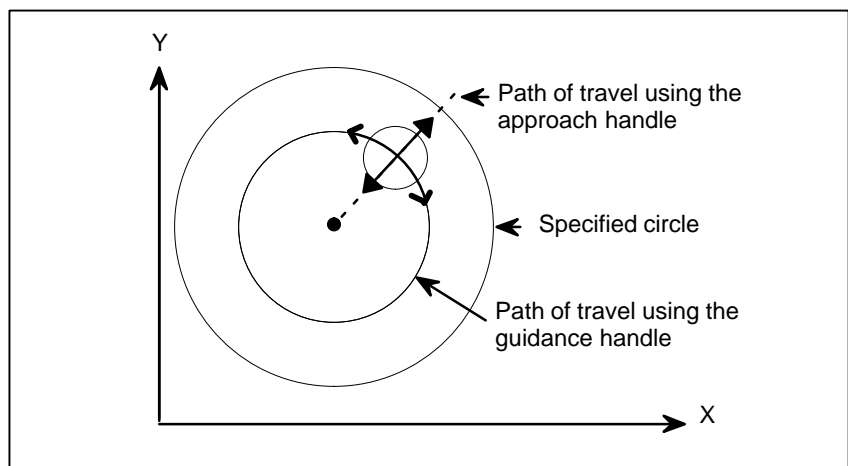 Y
Path of travel using the
approach handle
Specified circle
Path of travel using the
guidance handle
X